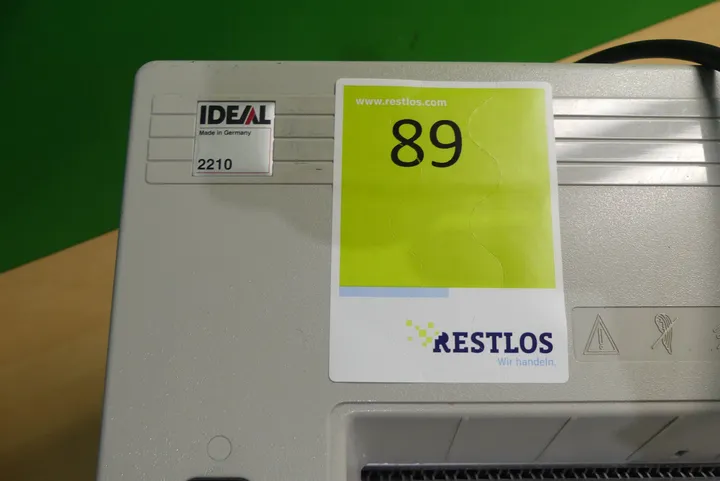 IDEAL
Made in Germany
2210
www.restlos.com
89
RESTLOS
Wir handeln.